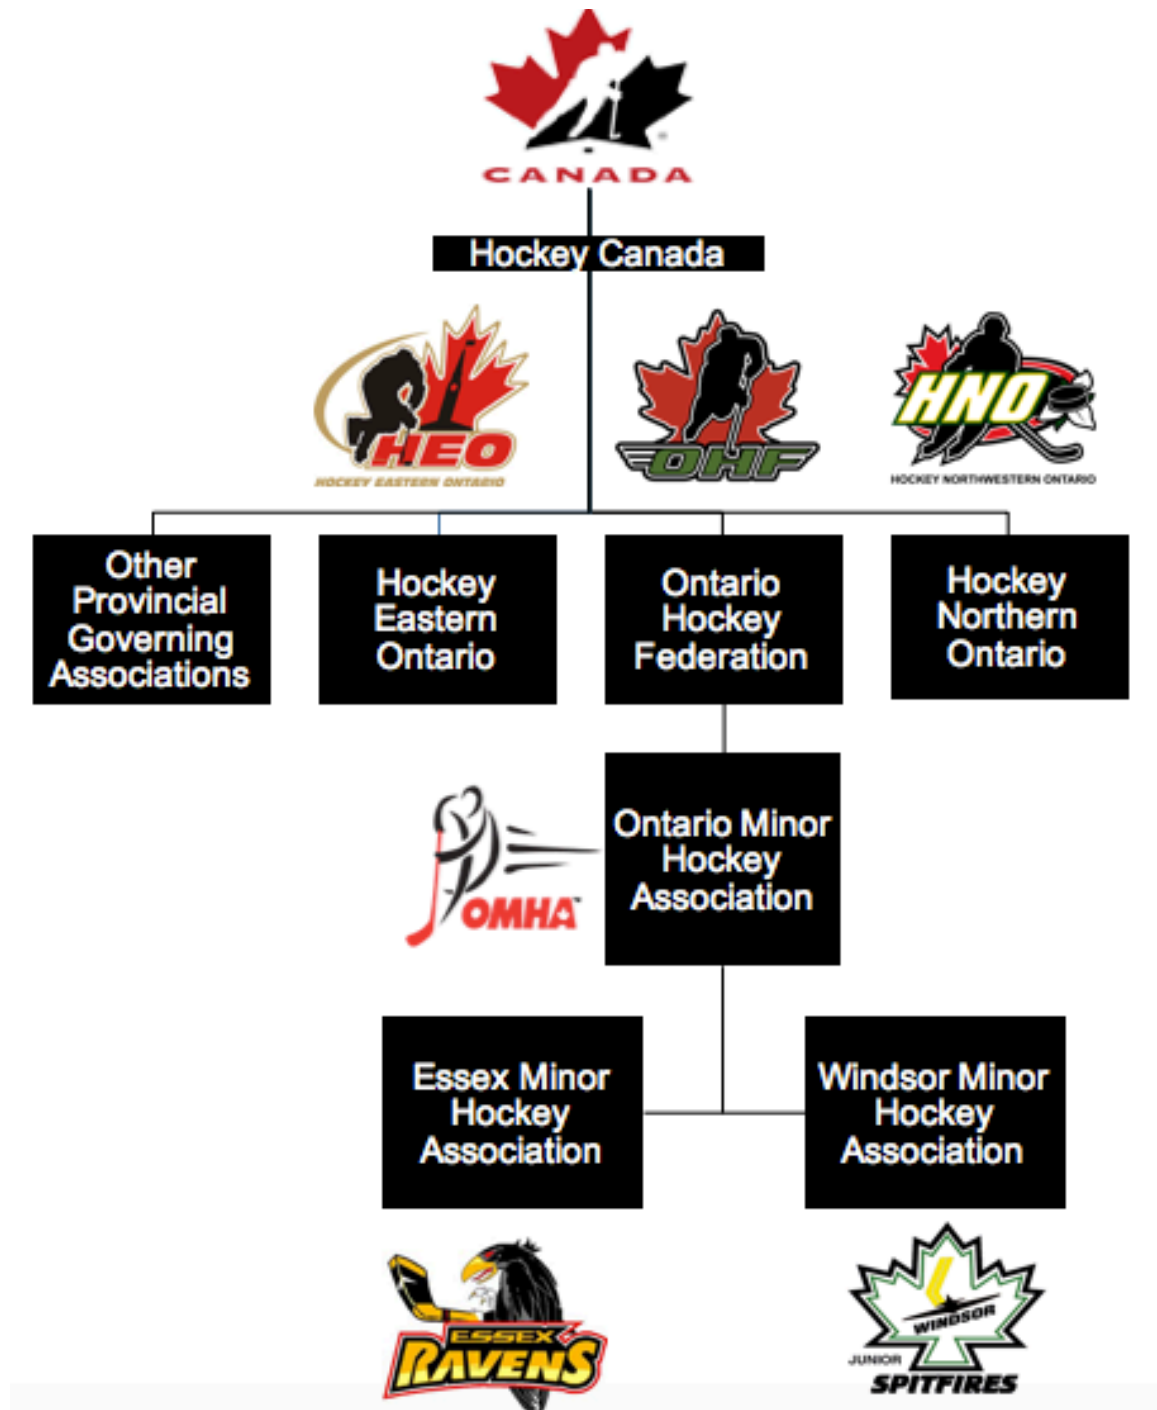 CANADA
Hockey Canada
HEO
HOCKEY EASTERN ONTARIO
OHF
HNO
HOCKEY NORTHWESTERN ONTARIO
Other
Provincial
Governing
Associations
Hockey
Eastern
Ontario
Ontario
Hockey
Federation
Hockey
Northern
Ontario
OMHA
Ontario Minor
Hockey
Association
Essex Minor
Hockey
Association
Windsor Minor
Hockey
Association
ESSEX
RAVENS
WINDSOR
JUNIOR
SPITFIRES